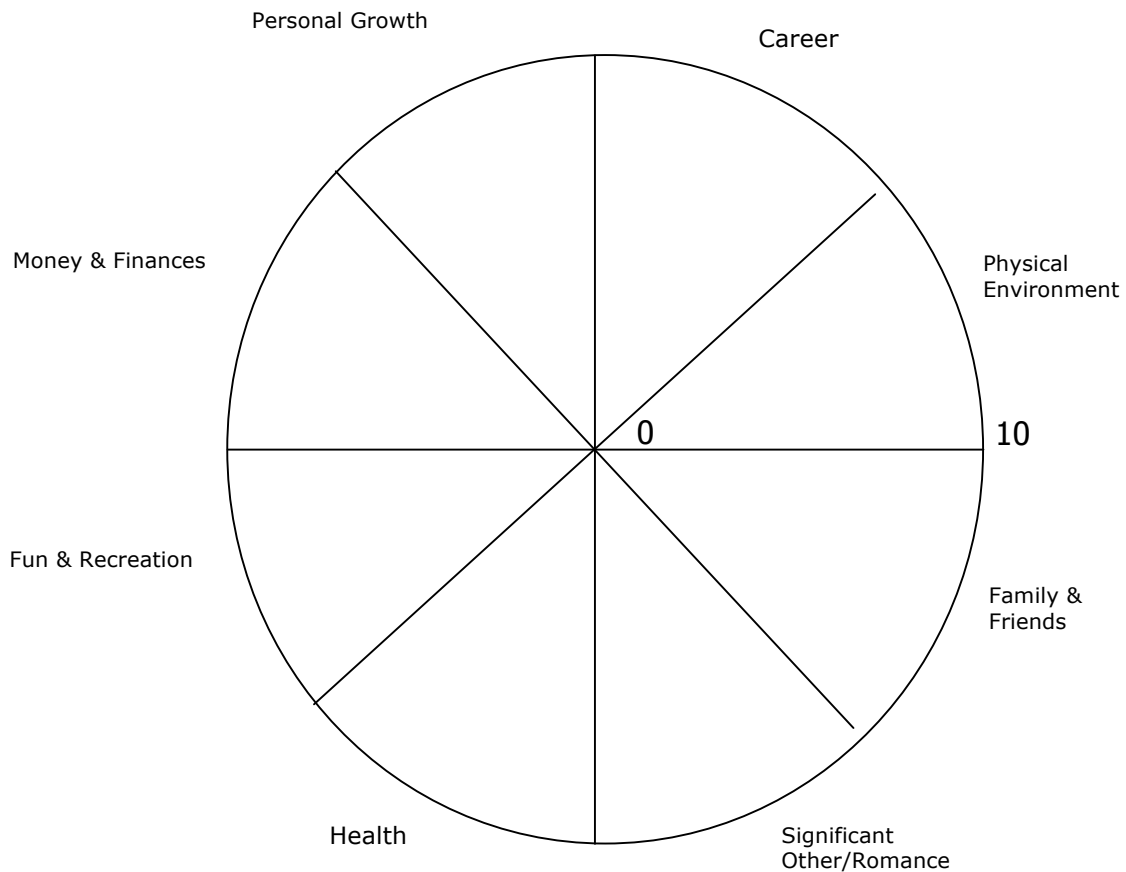 Personal Growth
Career
Money & Finances
Physical
Environment
0
10
Fun & Recreation
Family &
Friends
Health
Significant
Other/Romance